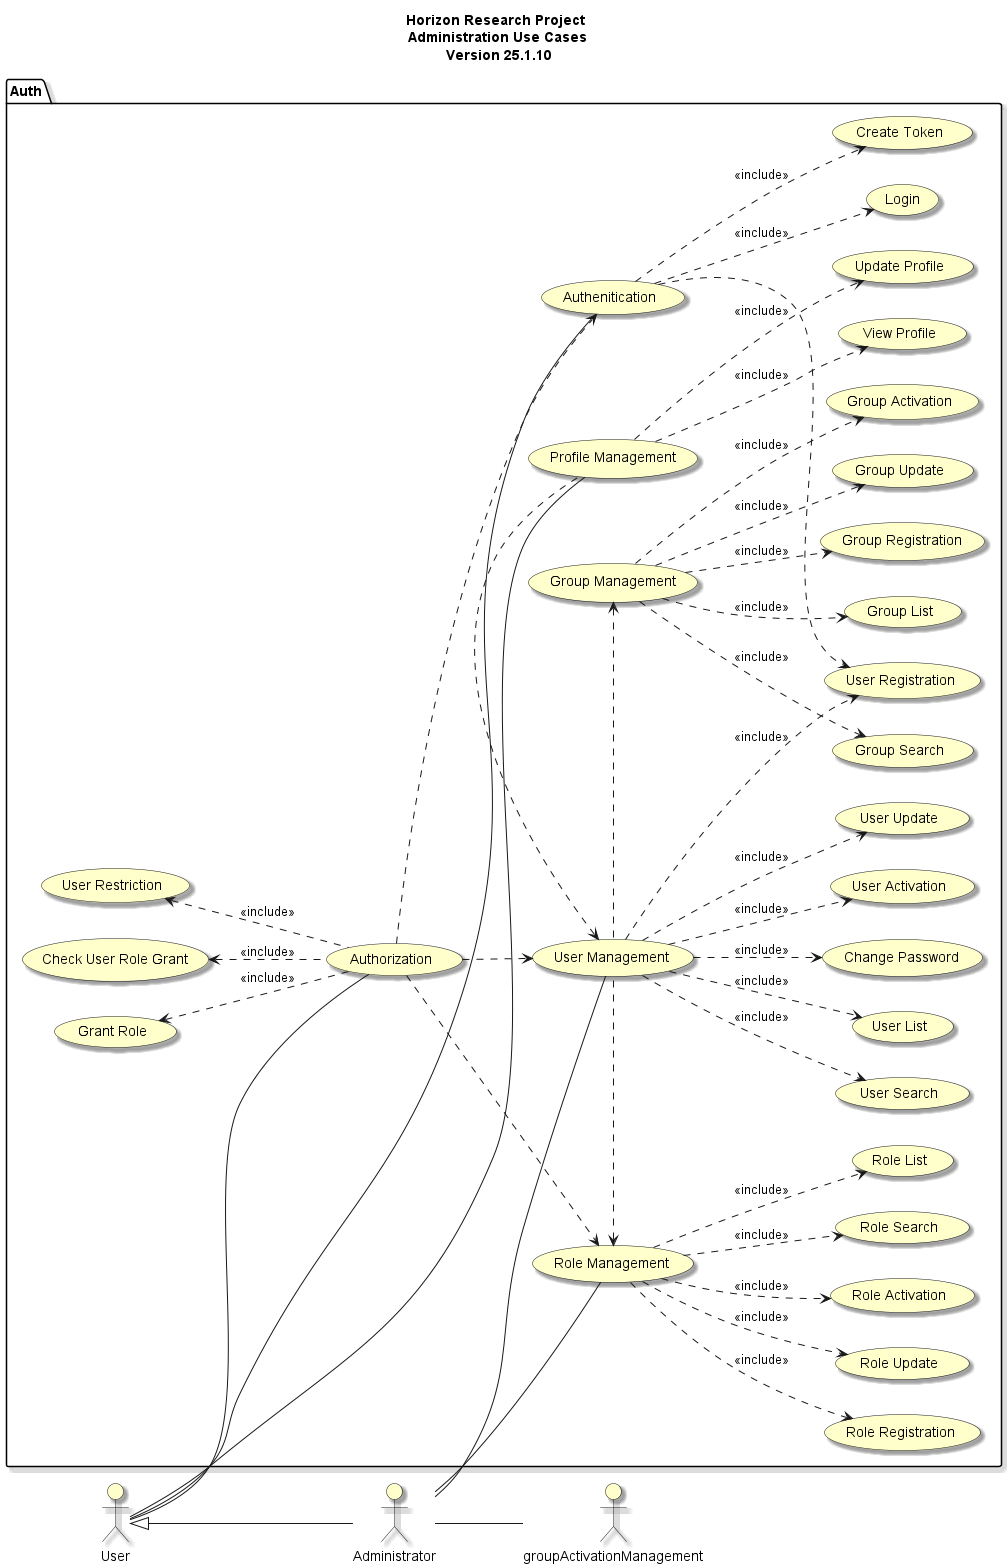 Horizon Research Project
Administration Use Cases
Version 25.1.10
Auth
Create Token
«include»
Login
«include»
Update Profile
Authenitication
«include»
View Profile
«include»
Group Activation
«include»
Profile Management
Group Update
«include»
Group Registration
«include»
Group Management
Group List
«include»
«include»
User Registration
«include»
Group Search
User Update
«include»
User Restriction
User Activation
«include»
«include»
«include»
«include»
Check User Role Grant
Authorization
User Management
Change Password
«include»
«include»
Grant Role
User List
«include»
User Search
Role List
«include»
Role Search
«include»
Role Management
«include»
Role Activation
«include»
Role Update
«include»
Role Registration
User
Administrator
groupActivationManagement